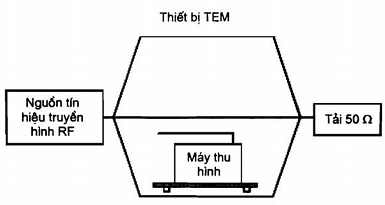 Thiết bị TEM
Nguồn tín
hiệu truyền
hình RF
Tải 50 Ω
Máy thu
hình